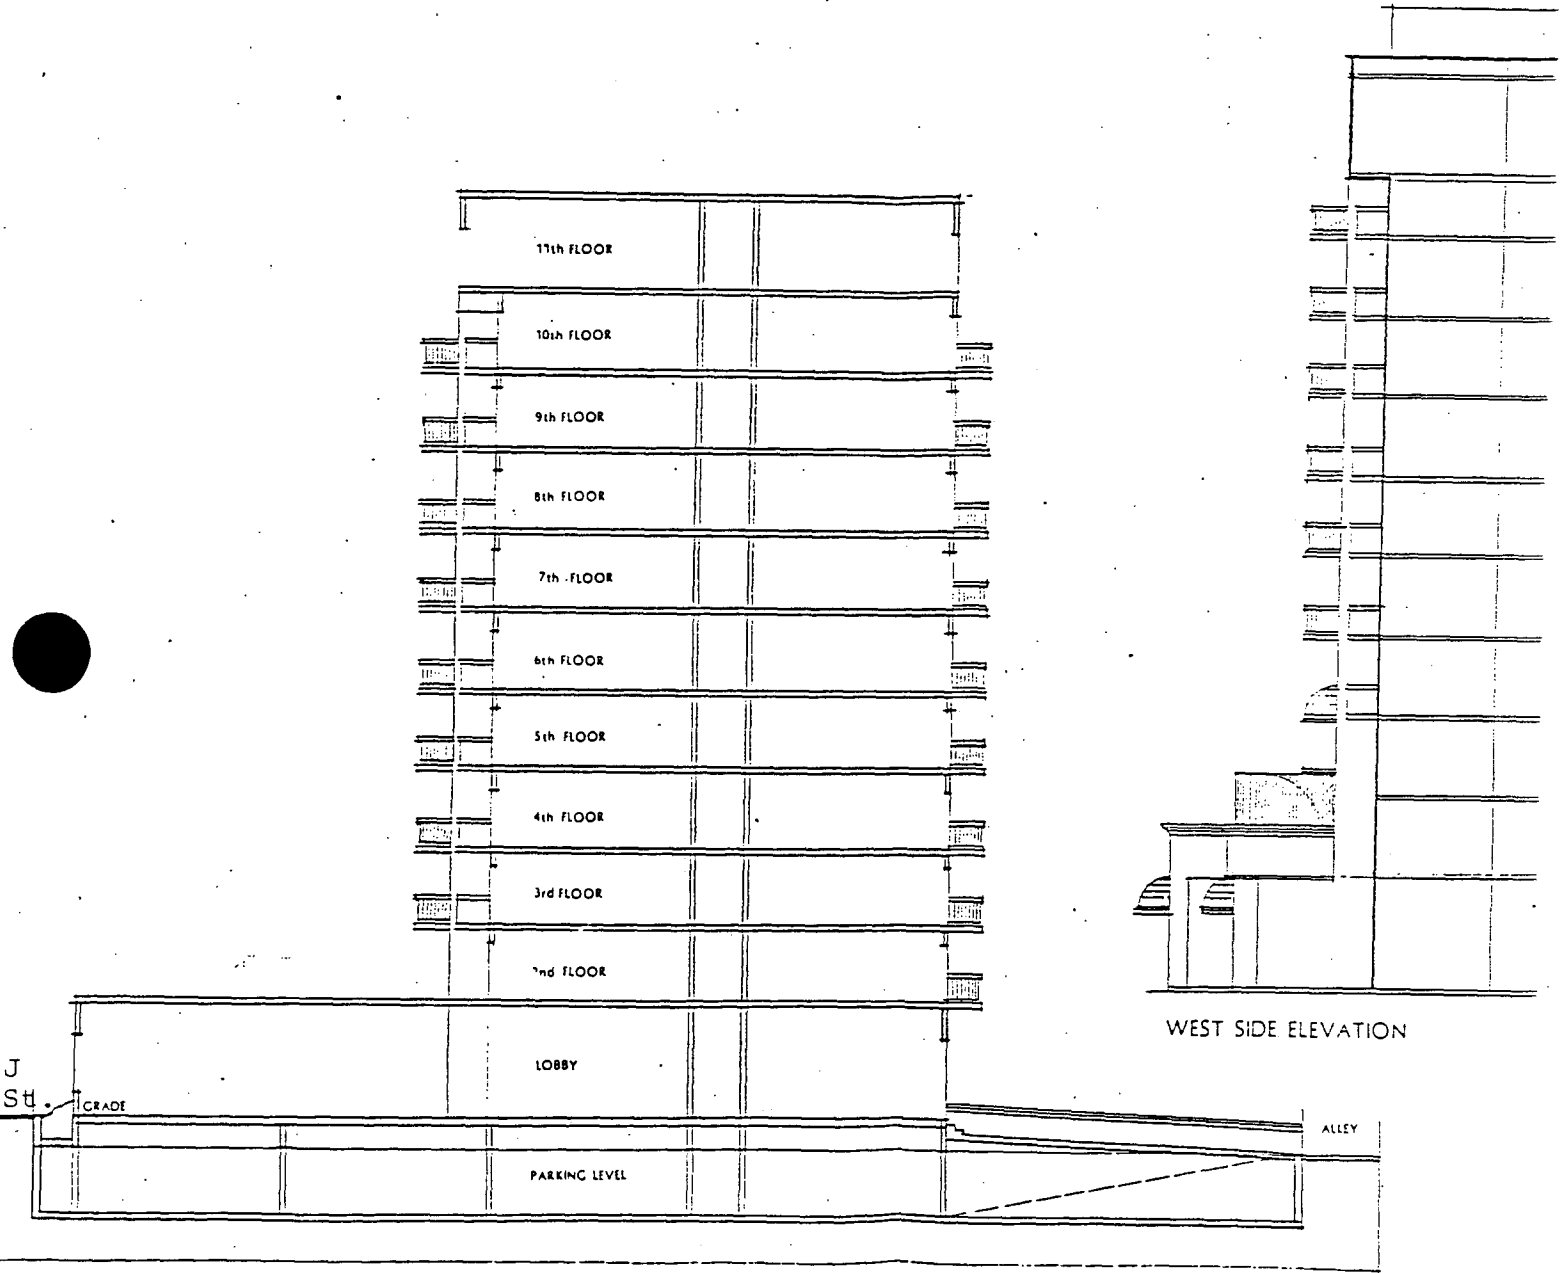 11th FLOOR
10th FLOOR
9th FLOOR
8th FLOOR
7th FLOOR
6th FLOOR
5th FLOOR
4th FLOOR
3rd FLOOR
2nd FLOOR
LOBBY
J
St.
GRADE
PARKING LEVEL
ALLEY
WEST SIDE ELEVATION